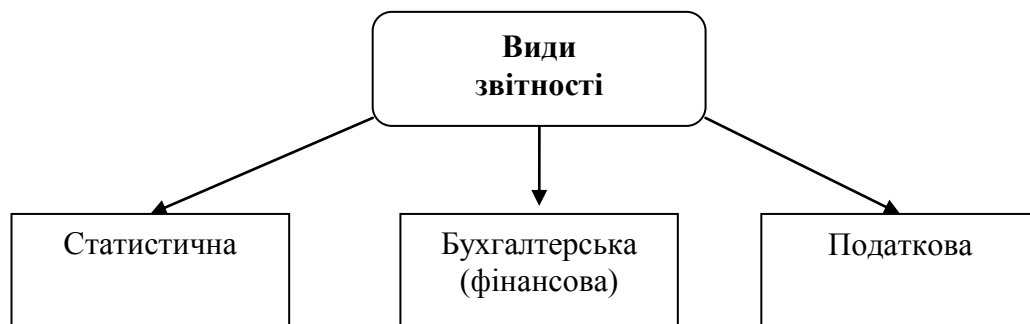 Види
звітності
Статистична
Бухгалтерська
(фінансова)
Податкова